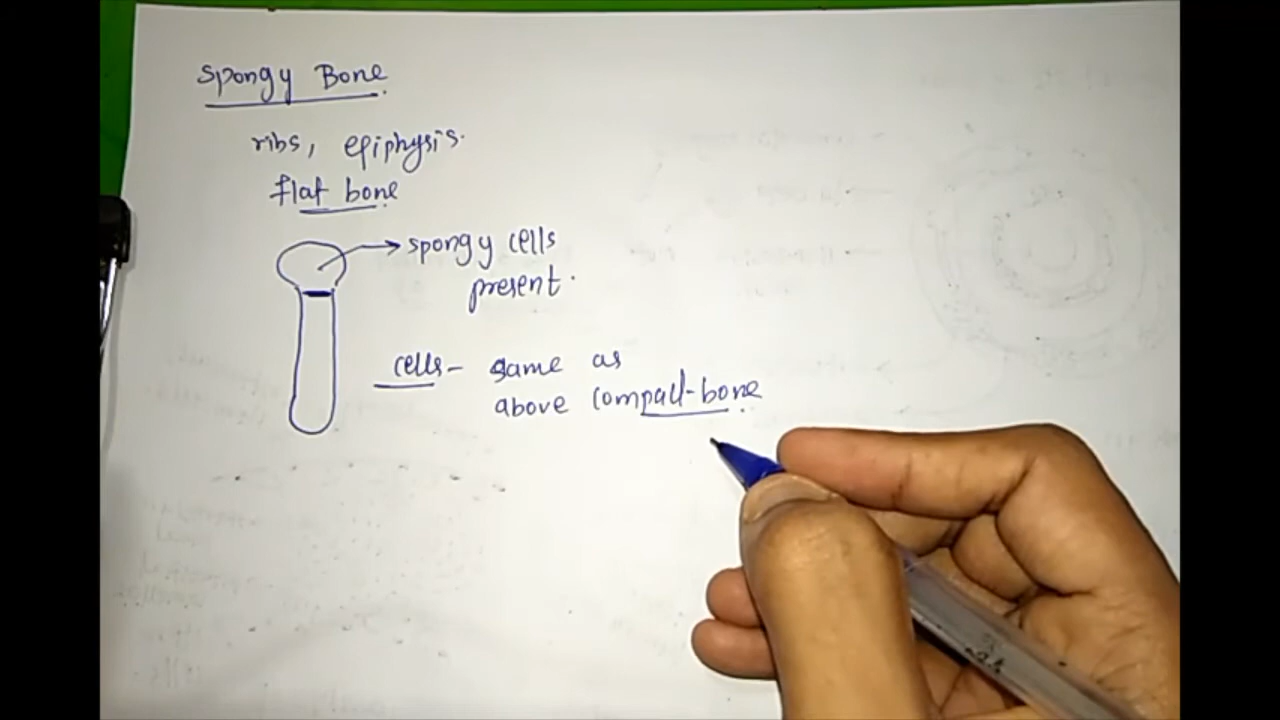 Spongy Bone
ribs, epiphysis.
flat bone
spongy cells
present.
cells - same as
above compact-bone